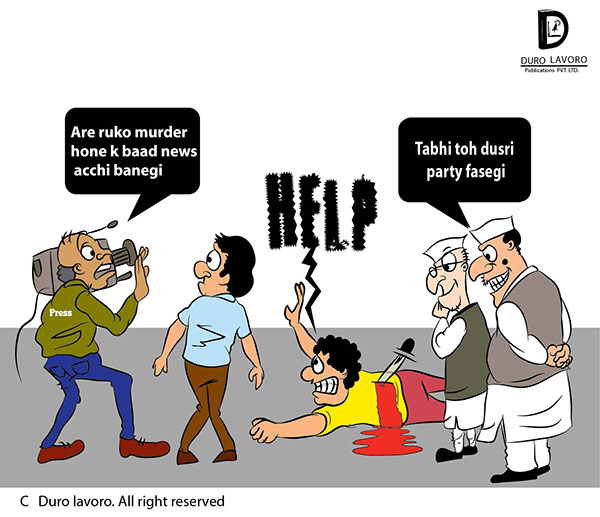 D
DURO LAVORO
Publications PVT. LTD.
Are ruko murder
hone k baad news
acchi banegi
HELP
Tabhi toh dusri
party fasegi
Press
C Duro lavoro. All right reserved